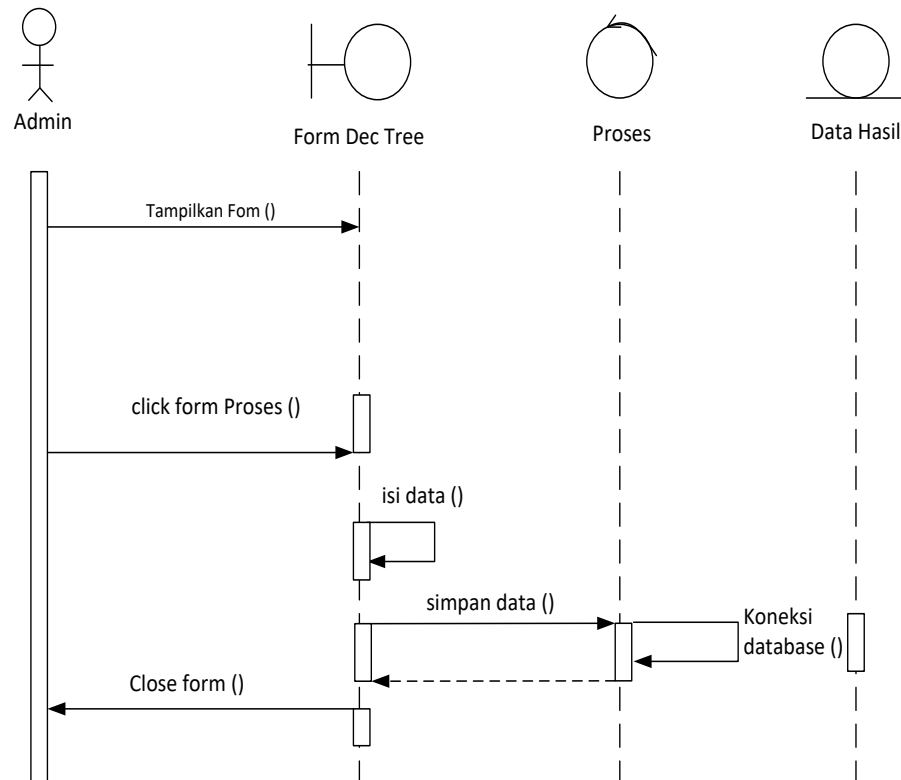 Admin
Form Dec Tree
Proses
Data Hasil
Tampilkan Fom ()
click form Proses ()
isi data ()
simpan data ()
Koneksi
database ()
Close form ()